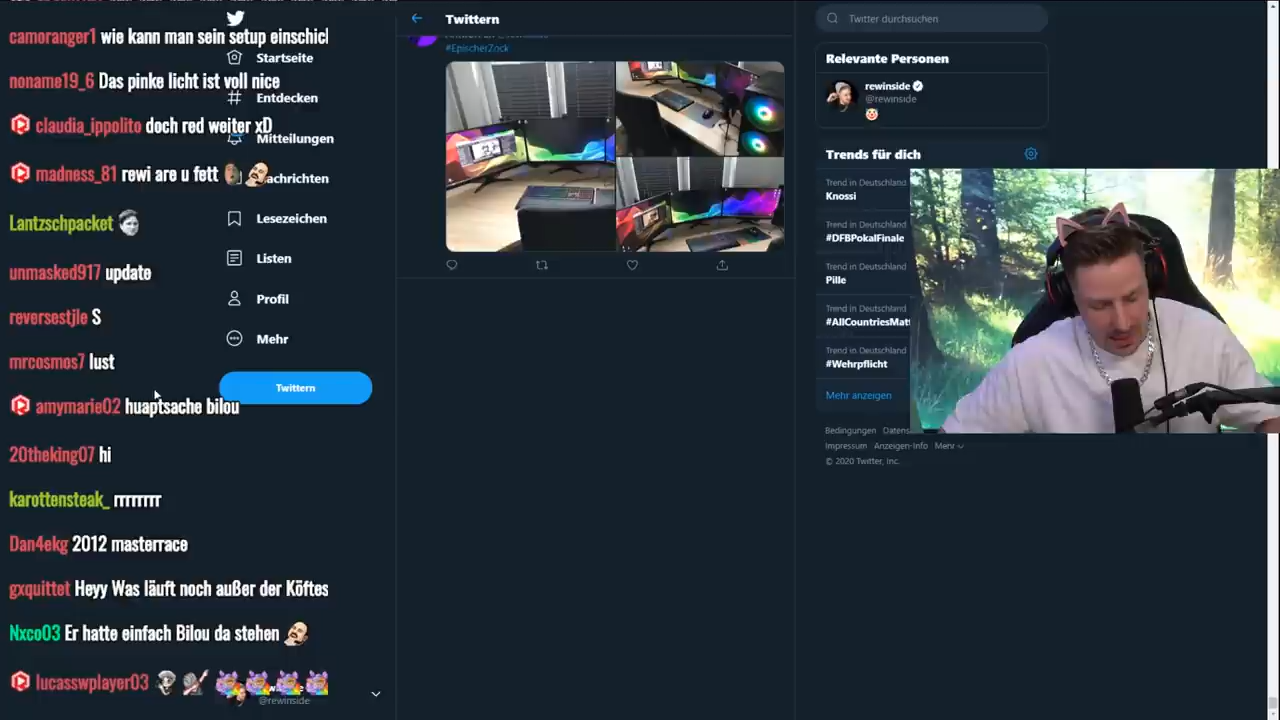 camoranger1 wie kann man sein setup einschicl
noname19_6 Das pinke licht ist voll nice
claudia_ippolito doch red weiter xD
madness_81 rewi are u fett
Lantzschpacket
unmasked917 update
reversestjle S
mrcosmos7 lust
amymarie02 huaptsache bilou
20theking07 hi
karottensteak_ rrrrrrr
Dan4ekg 2012 masterrace
gxquittet Heyy Was läuft noch außer der Köftes
Nxco03 Er hatte einfach Bilou da stehen
lucasswplayer03
@rewinside
Startseite
Entdecken
Mitteilungen
achrichten
Lesezeichen
Listen
Profil
Mehr
Twittern
Twittern
#EpischerZock
Twitter durchsuchen
Relevante Personen
rewinside
@rewinside
Trends für dich
Trend in Deutschland
Knossi
Trend in Deutschland
#DFBPokalFinale
Trend in Deutschland
Pille
Trend in Deutschland
#AllCountriesMatt
Trend in Deutschland
#Wehrpflicht
Mehr anzeigen
Bedingungen Datens
Impressum Anzeigen-Info Mehr
© 2020 Twitter, Inc.